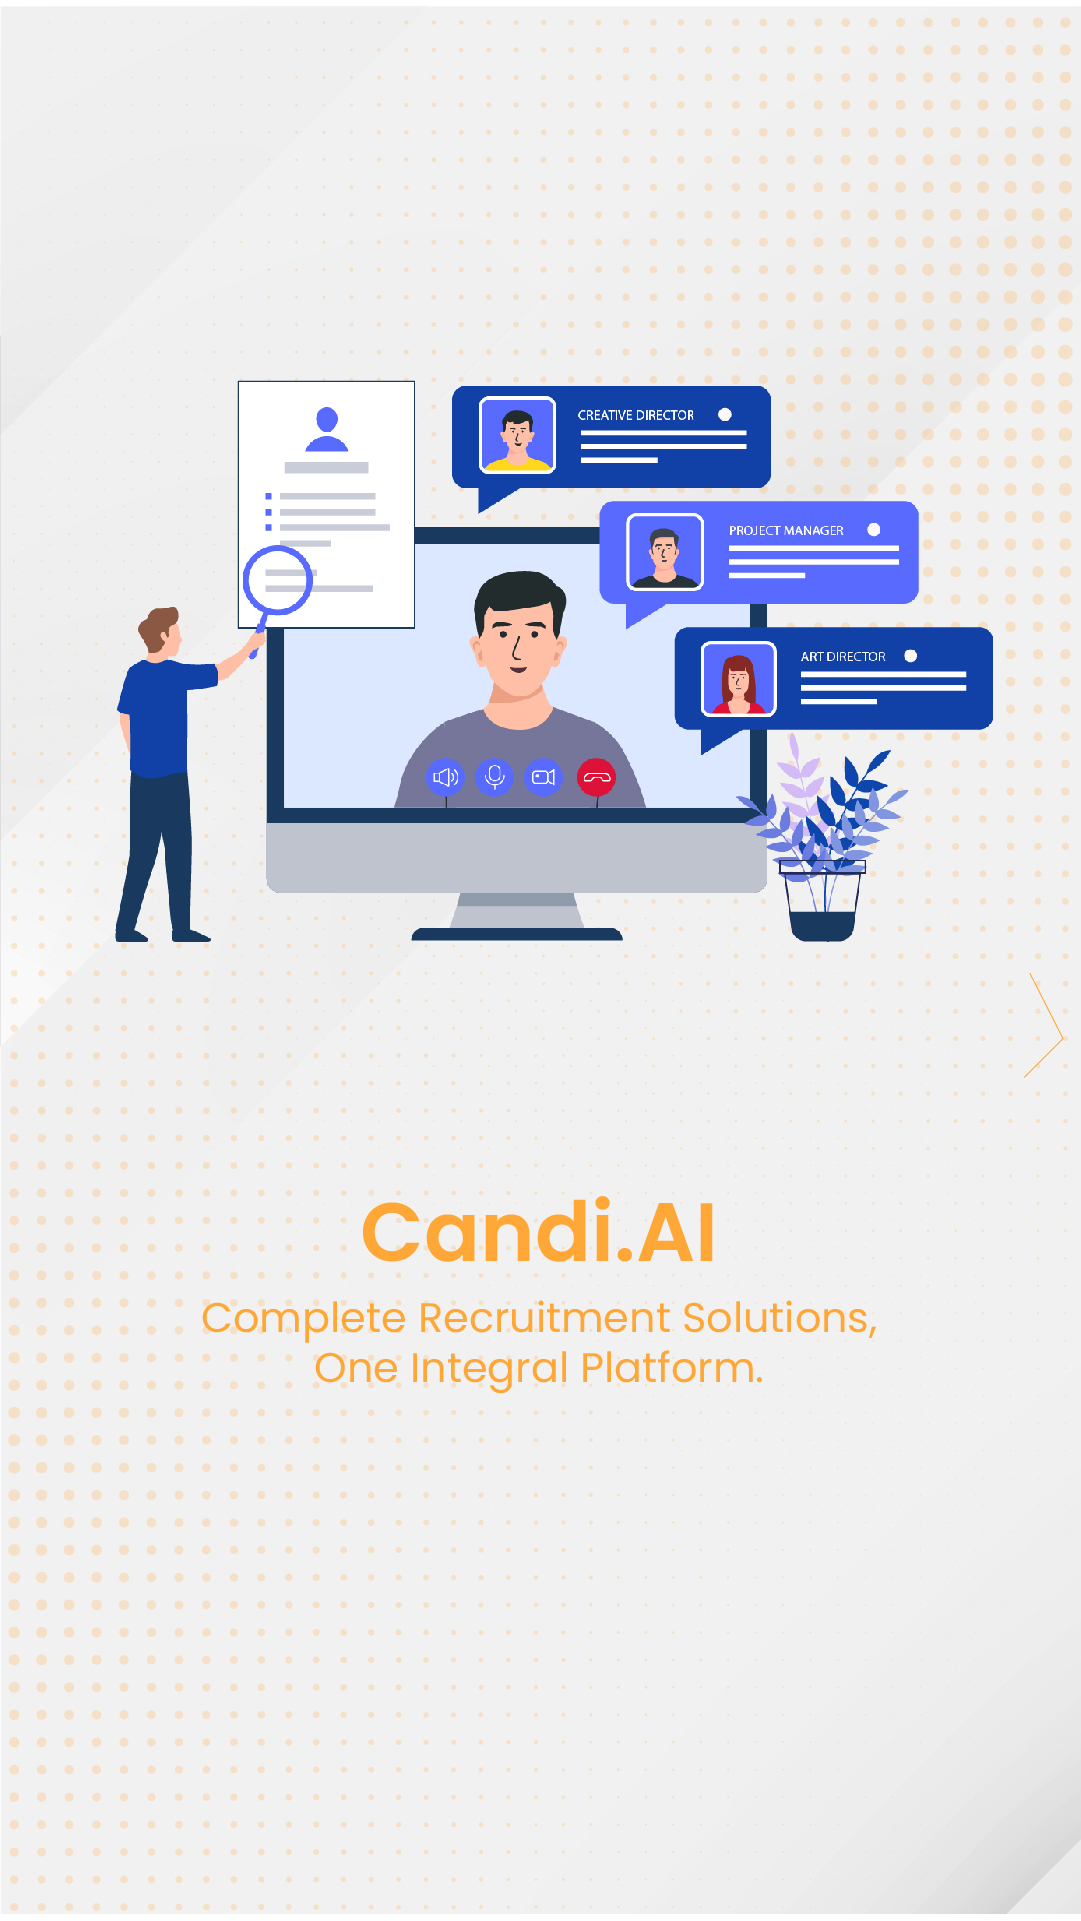 CREATIVE DIRECTOR
PROJECT MANAGER
ART DIRECTOR
Candi.AI
Complete Recruitment Solutions,
One Integral Platform.